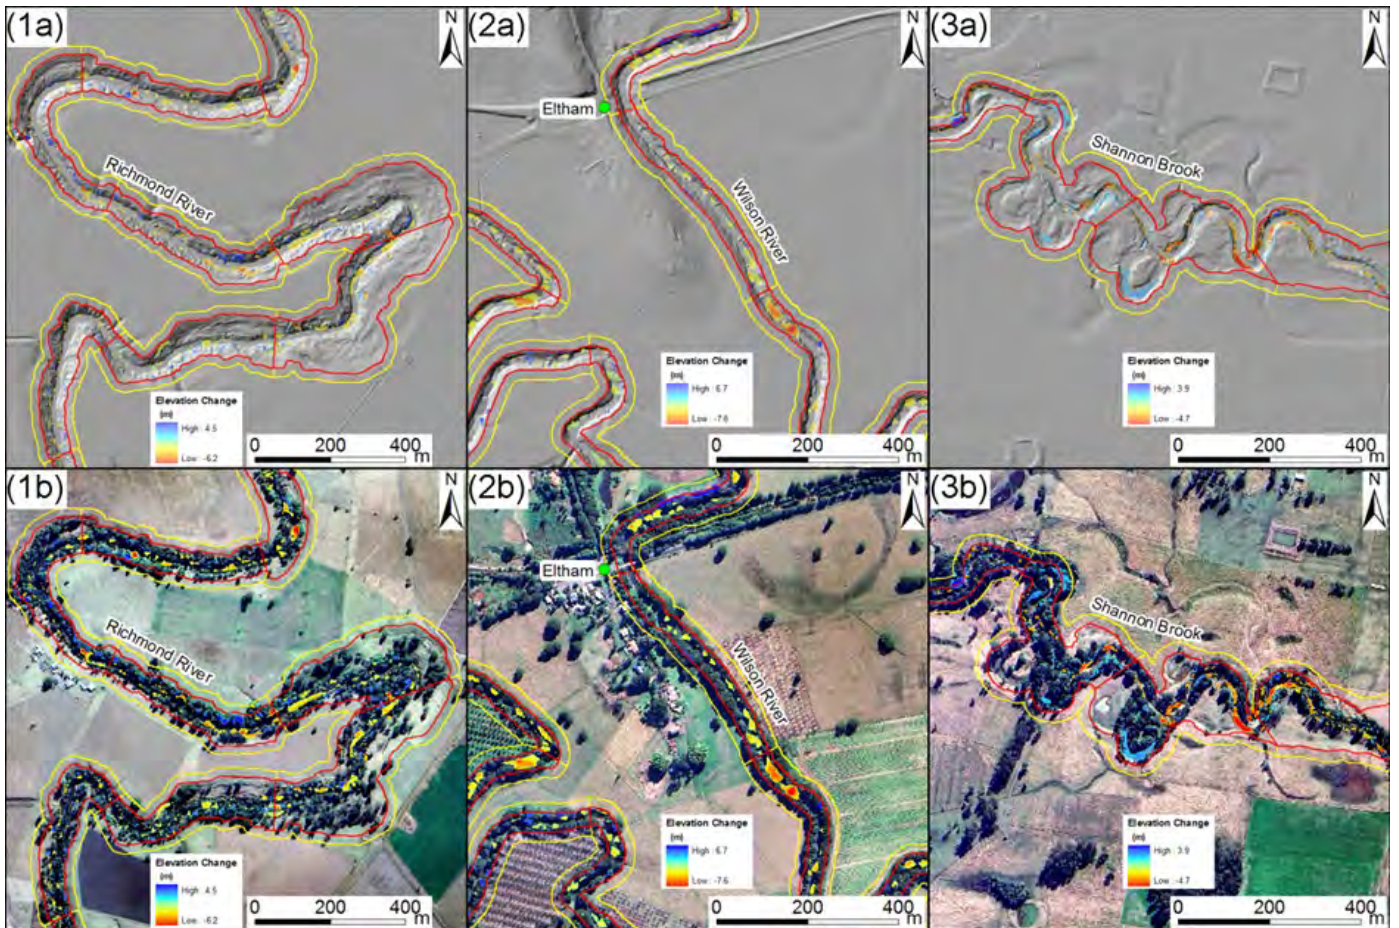 (1a)
N
Richmond River
Elevation Change
(m)
High : 4.5
Low : -6.2
0 200 400
m
(2a)
N
Eltham
Wilson River
Elevation Change
(m)
High : 6.7
Low : -7.6
0 200 400
m
(3a)
N
Shannon Brook
Elevation Change
(m)
High : 3.9
Low : -4.7
0 200 400
m
(1b)
N
Richmond River
Elevation Change
(m)
High : 4.5
Low : -6.2
0 200 400
m
(2b)
N
Eltham
Wilson River
Elevation Change
(m)
High : 6.7
Low : -7.6
0 200 400
m
(3b)
N
Shannon Brook
Elevation Change
(m)
High : 3.9
Low : -4.7
0 200 400
m